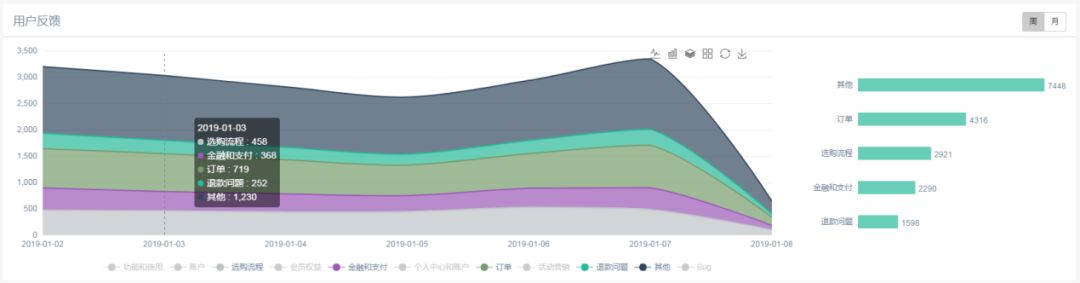 用户反馈
周 月
3,500
3,000
2,500
2,000
1,500
1,000
500
0
2019-01-02 2019-01-03 2019-01-04 2019-01-05 2019-01-06 2019-01-07 2019-01-08
2019-01-03
选购流程 : 458
金融和支付 : 368
订单 : 719
退款问题 : 252
其他 : 1,230
功能和使用 账户 选购流程 会员权益 金融和支付 个人中心和账户 订单 活动营销 退款问题 其他 Bug
其他 7448
订单 4316
选购流程 2921
金融和支付 2290
退款问题 1598